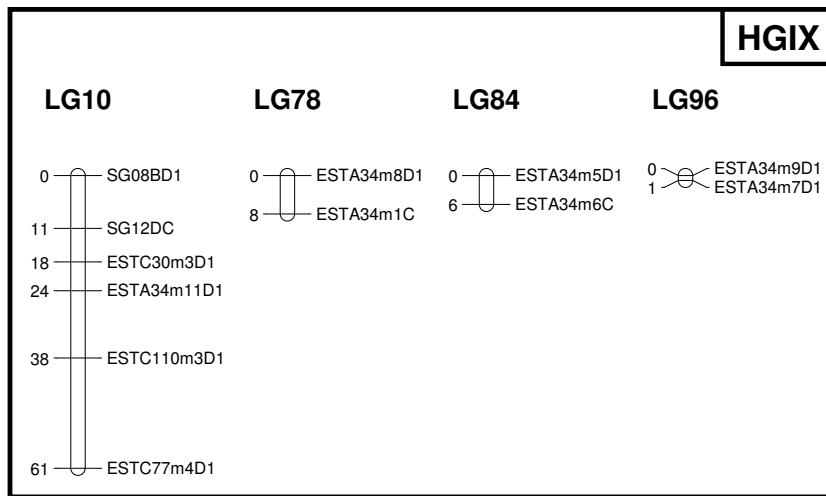 HGIX
LG10 LG78 LG84 LG96
0 SG08BD1
11 SG12DC
18 ESTC30m3D1
24 ESTA34m11D1
38 ESTC110m3D1
61 ESTC77m4D1
0 ESTA34m8D1
8 ESTA34m1C
0 ESTA34m5D1
6 ESTA34m6C
0 ESTA34m9D1
1 ESTA34m7D1